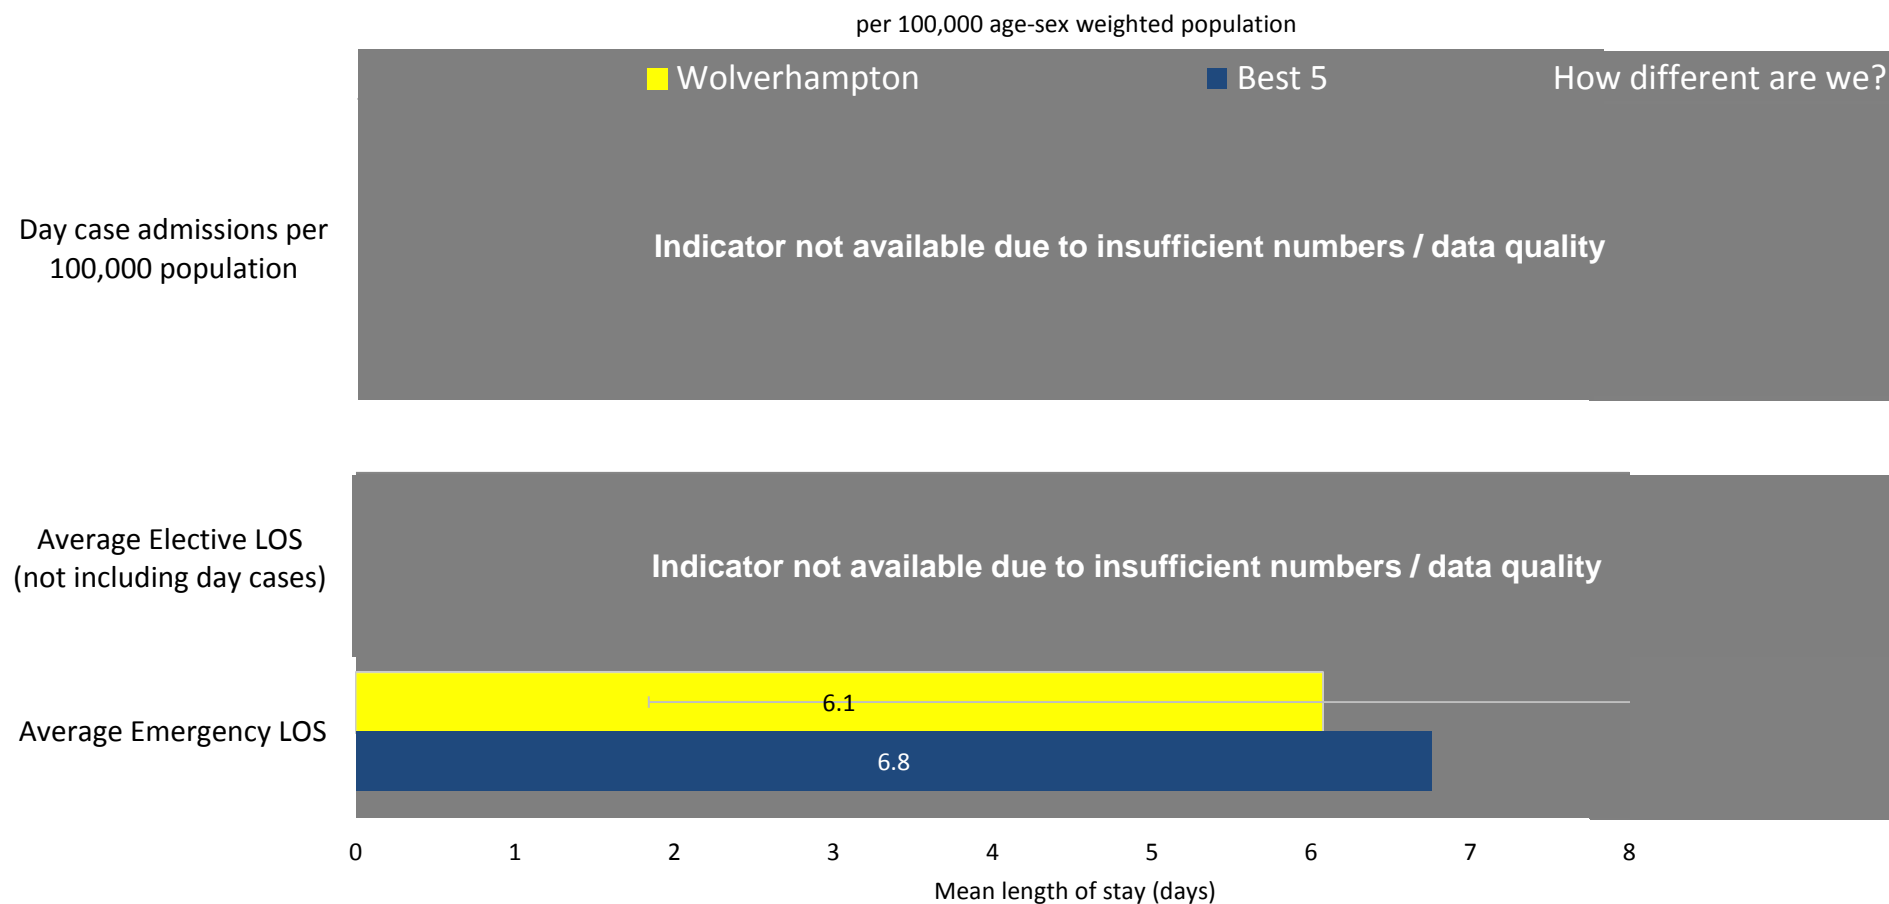 per 100,000 age-sex weighted population
Wolverhampton
Best 5
How different are we?
Day case admissions per
100,000 population
Indicator not available due to insufficient numbers / data quality
Average Elective LOS
(not including day cases)
Indicator not available due to insufficient numbers / data quality
Average Emergency LOS
6.1
6.8
0 1 2 3 4 5 6 7 8
Mean length of stay (days)